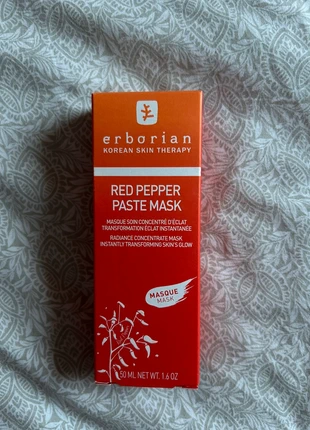 erborian
KOREAN SKIN THERAPY
RED PEPPER
PASTE MASK
MASQUE SOIN CONCENTRÉ D'ÉCLAT
TRANSFORMATION ÉCLAT INSTANTANÉE
RADIANCE CONCENTRATE MASK
INSTANTLY TRANSFORMING SKIN'S GLOW
MASQUE
MASK
50 ML NET WT. 1.6 OZ